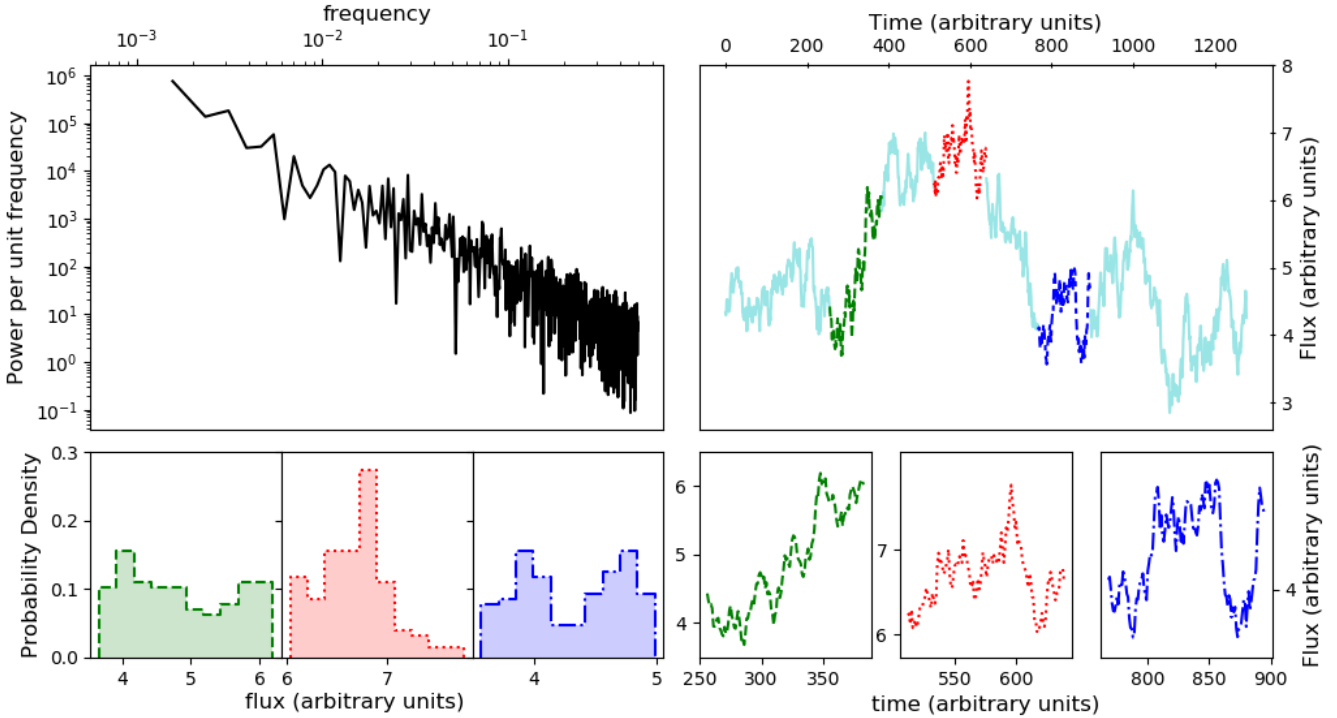 frequency
10⁻³ 10⁻² 10⁻¹
Power per unit frequency
10⁶
10⁵
10⁴
10³
10²
10¹
10⁰
10⁻¹
Time (arbitrary units)
0 200 400 600 800 1000 1200
8
7
6
5
4
3
Flux (arbitrary units)
Probability Density
0.3
0.2
0.1
0.0
4 5 6 6 7 4 5
flux (arbitrary units)
6
5
4
250 300 350
7
6
550 600
4
800 850 900
time (arbitrary units)
Flux (arbitrary units)